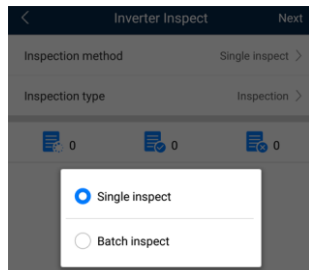 Inverter Inspect Next
Inspection method Single inspect
Inspection type Inspection
0 0 0
Single inspect
Batch inspect